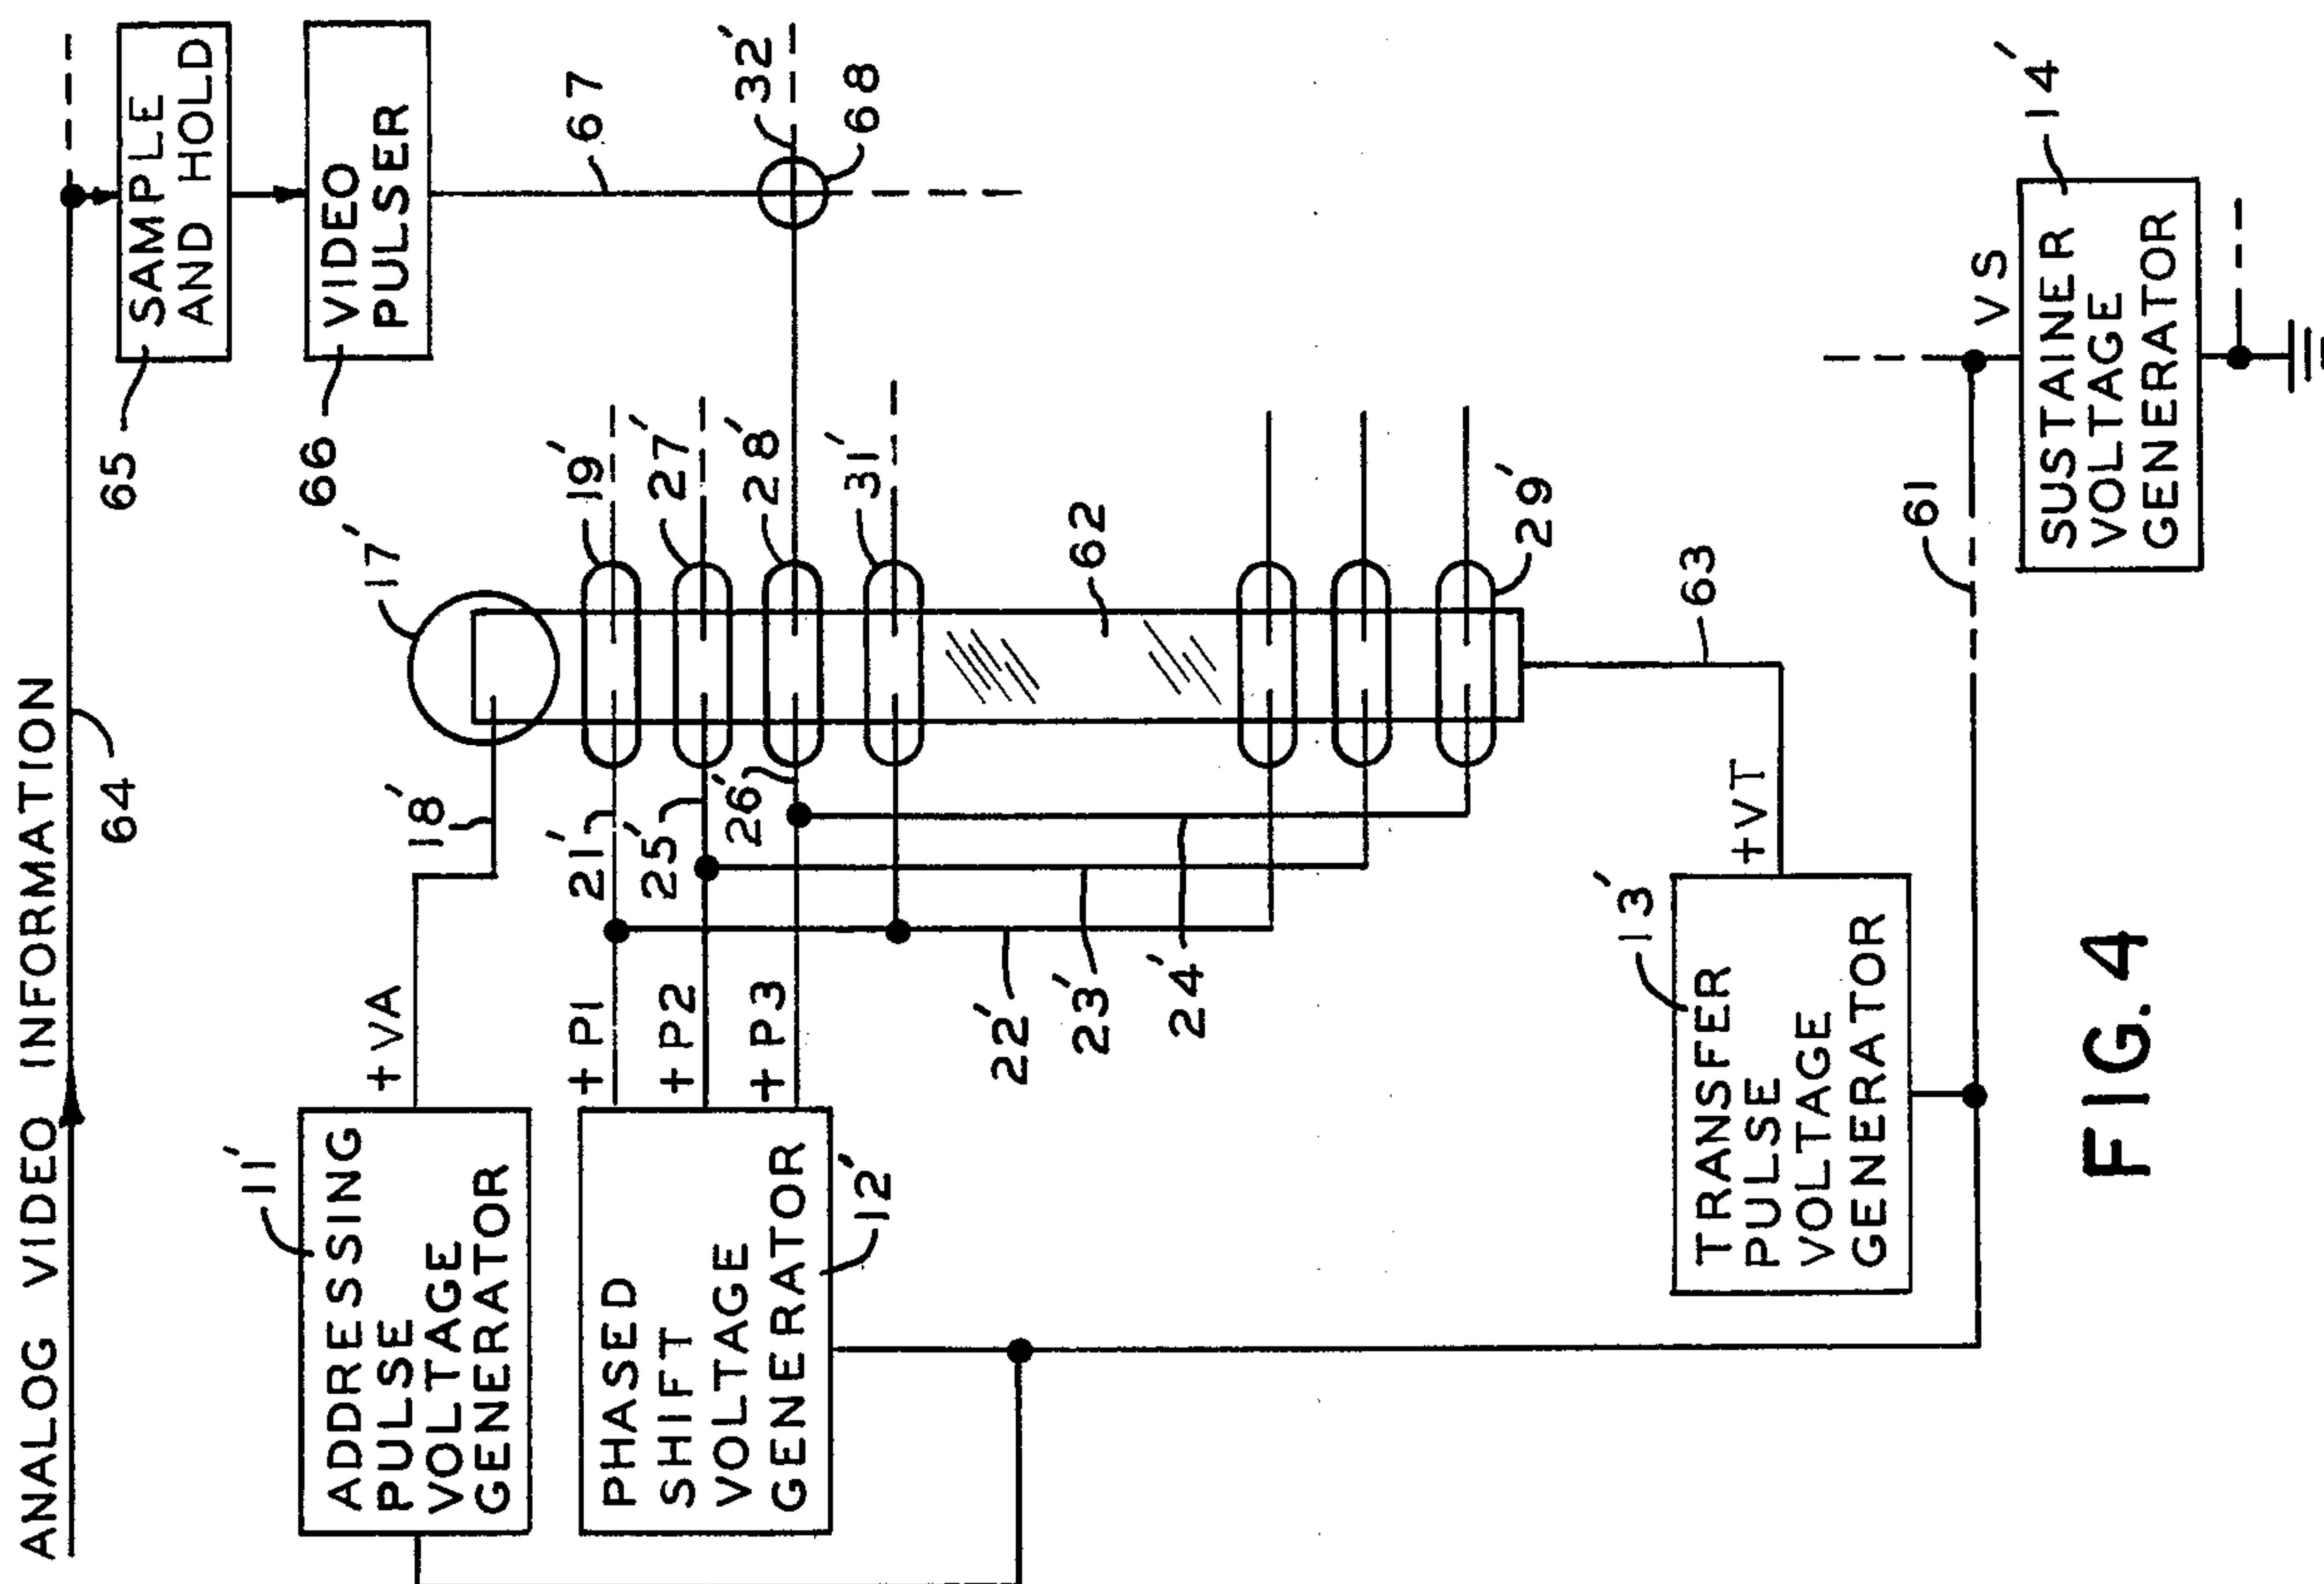 ANALOG VIDEO INFORMATION
64
65
SAMPLE
AND HOLD
66
VIDEO
PULSER
67
32'
68
11'
ADDRESSING
PULSE
VOLTAGE
GENERATOR
+VA
18'
17'
PHASED
SHIFT
VOLTAGE
GENERATOR
12'
+P1
+P2
+P3
21'
25'
26'
19'
27'
28'
31'
22'
23'
24'
62
29'
63
13'
TRANSFER
PULSE
VOLTAGE
GENERATOR
+VT
61
VS
14'
SUSTAINER
VOLTAGE
GENERATOR
FIG. 4